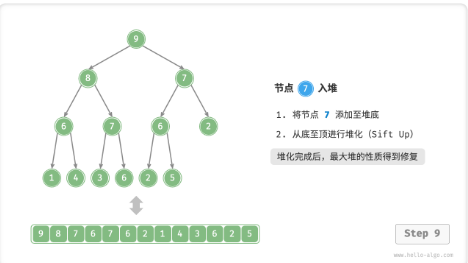 9
8 7
6 7 6 2
1 4 3 6 2 5
9 8 7 6 7 6 2 1 4 3 6 2 5
节点 7 入堆
1. 将节点 7 添加至堆底
2. 从底至顶进行堆化（Sift Up）
堆化完成后，最大堆的性质得到修复
Step 9
www.hello-algo.com